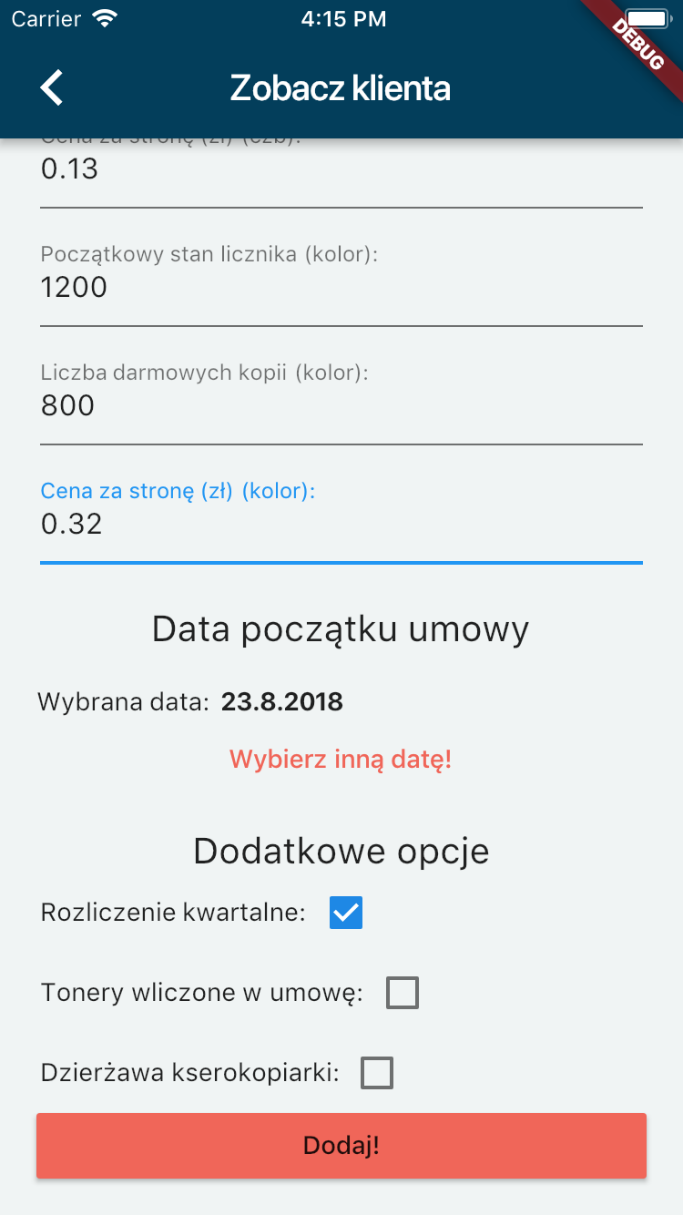 Carrier
4:15 PM
DEBUG
Zobacz klienta
Cena za stronę (zł) (czb):
0.13
Początkowy stan licznika (kolor):
1200
Liczba darmowych kopii (kolor):
800
Cena za stronę (zł) (kolor):
0.32
Data początku umowy
Wybrana data: 23.8.2018
Wybierz inną datę!
Dodatkowe opcje
Rozliczenie kwartalne:
Tonery wliczone w umowę:
Dzierżawa kserokopiarki:
Dodaj!